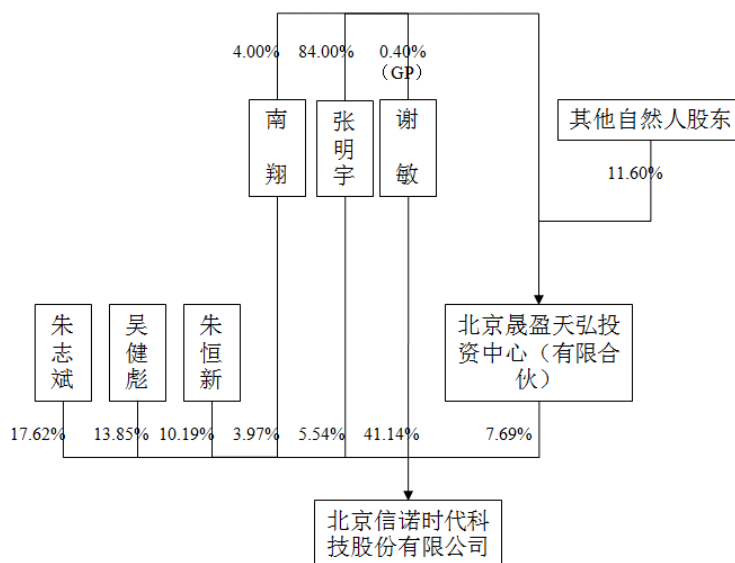 4.00%
84.00%
0.40%
（GP）
南翔
张明宇
谢敏
其他自然人股东
11.60%
朱志斌
吴健彪
朱恒新
北京晟盈天弘投
资中心（有限合
伙）
17.62%
13.85%
10.19%
3.97%
5.54%
41.14%
7.69%
北京信诺时代科
技股份有限公司